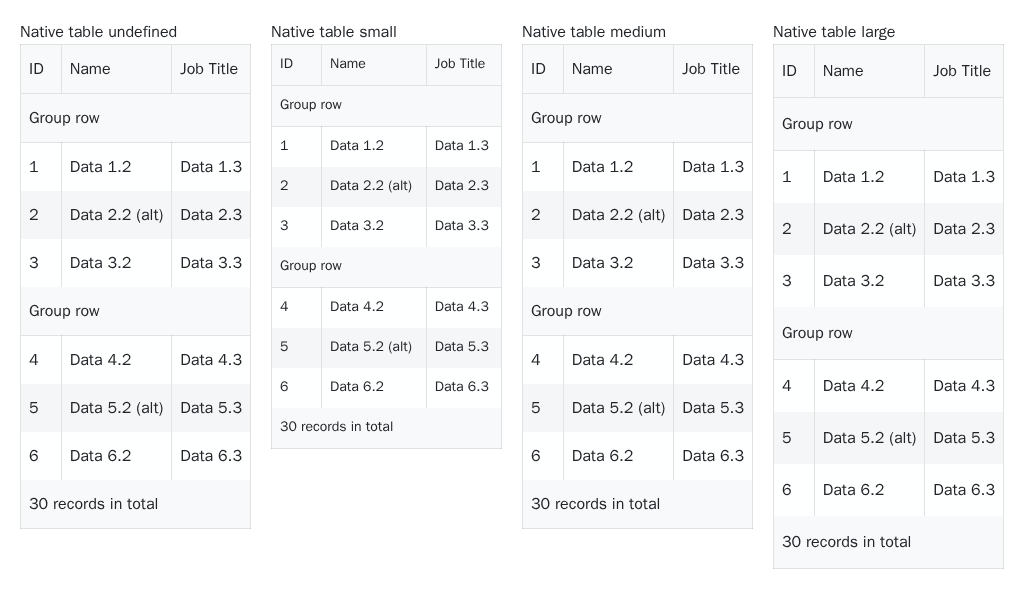 Native table undefined
ID Name Job Title
Group row
1 Data 1.2 Data 1.3
2 Data 2.2 (alt) Data 2.3
3 Data 3.2 Data 3.3
Group row
4 Data 4.2 Data 4.3
5 Data 5.2 (alt) Data 5.3
6 Data 6.2 Data 6.3
30 records in total
Native table small
ID Name Job Title
Group row
1 Data 1.2 Data 1.3
2 Data 2.2 (alt) Data 2.3
3 Data 3.2 Data 3.3
Group row
4 Data 4.2 Data 4.3
5 Data 5.2 (alt) Data 5.3
6 Data 6.2 Data 6.3
30 records in total
Native table medium
ID Name Job Title
Group row
1 Data 1.2 Data 1.3
2 Data 2.2 (alt) Data 2.3
3 Data 3.2 Data 3.3
Group row
4 Data 4.2 Data 4.3
5 Data 5.2 (alt) Data 5.3
6 Data 6.2 Data 6.3
30 records in total
Native table large
ID Name Job Title
Group row
1 Data 1.2 Data 1.3
2 Data 2.2 (alt) Data 2.3
3 Data 3.2 Data 3.3
Group row
4 Data 4.2 Data 4.3
5 Data 5.2 (alt) Data 5.3
6 Data 6.2 Data 6.3
30 records in total